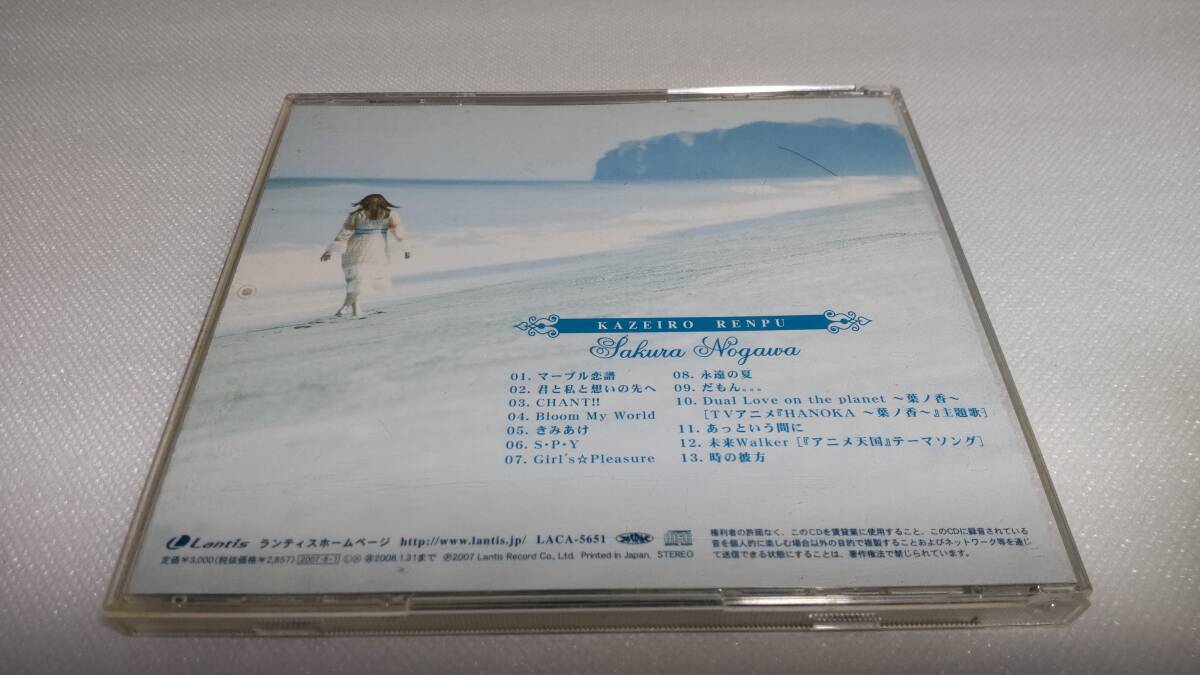 KAZEIRO RENPU
Sakura Nogawa
01. マーブル恋譜
02. 君と私と想いの先へ
03. CHANT!!
04. Bloom My World
05. きみあけ
06. S・P・Y
07. Girl´s☆Pleasure
08. 永遠の夏
09. だもん。。。
10. Dual Love on the planet ～葉ノ香～
［TVアニメ『HANOKA ～葉ノ香～』主題歌］
11. あっという間に
12. 未来Walker［『アニメ天国』テーマソング］
13. 時の彼方
Lantis ランティスホームページ http://www.lantis.jp/ LACA-5651
定価￥3,000(税抜価格￥2,857) 2007・8・1 2008.1.31まで ℗2007 Lantis Record Co., Ltd. Printed in Japan. STEREO
権利者の許諾なく、このCDを賃貸業に使用すること、このCDに録音されている
音を個人的に楽しむ場合以外の目的で複製することおよびネットワーク等を通じ
て送信できる状態にすることは、著作権法で禁じられています。